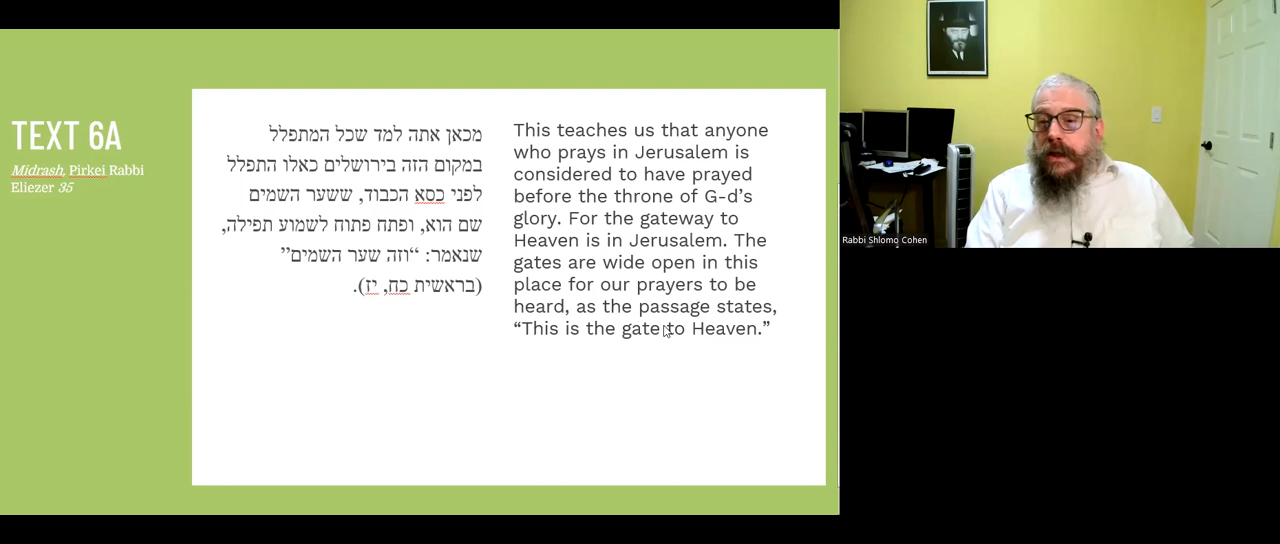 TEXT 6A
Midrash, Pirkei Rabbi
Eliezer 35
מכאן אתה למד שכל המתפלל
במקום הזה בירושלים כאלו התפלל
לפני כסא הכבוד, ששער השמים
שם הוא, ופתח פתוח לשמוע תפילה,
שנאמר: “וזה שער השמים”
(בראשית כח, יז).
This teaches us that anyone
who prays in Jerusalem is
considered to have prayed
before the throne of G-d’s
glory. For the gateway to
Heaven is in Jerusalem. The
gates are wide open in this
place for our prayers to be
heard, as the passage states,
“This is the gate to Heaven.”
Rabbi Shlomo Cohen